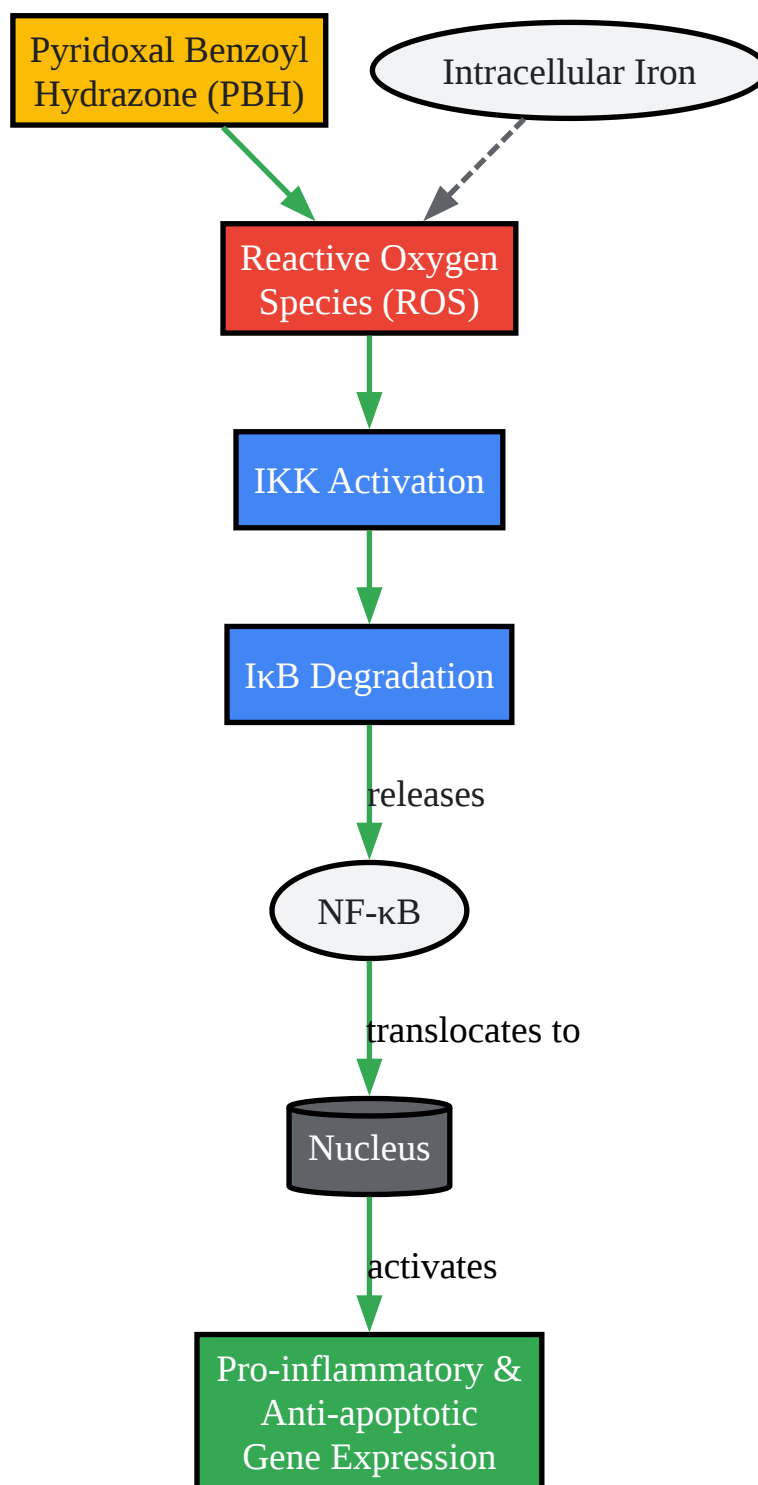 Pyridoxal Benzoyl
Hydrazone (PBH)
Intracellular Iron
Reactive Oxygen
Species (ROS)
IKK Activation
IκB Degradation
releases
NF-κB
translocates to
Nucleus
activates
Pro-inflammatory &
Anti-apoptotic
Gene Expression